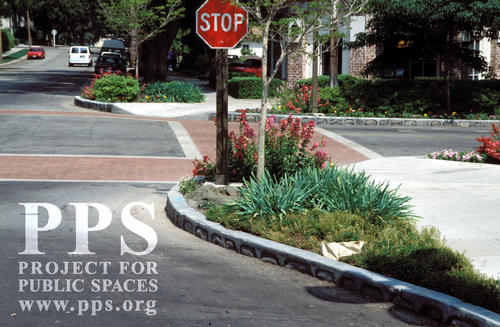 STOP
PPS
PROJECT FOR
PUBLIC SPACES
www.pps.org